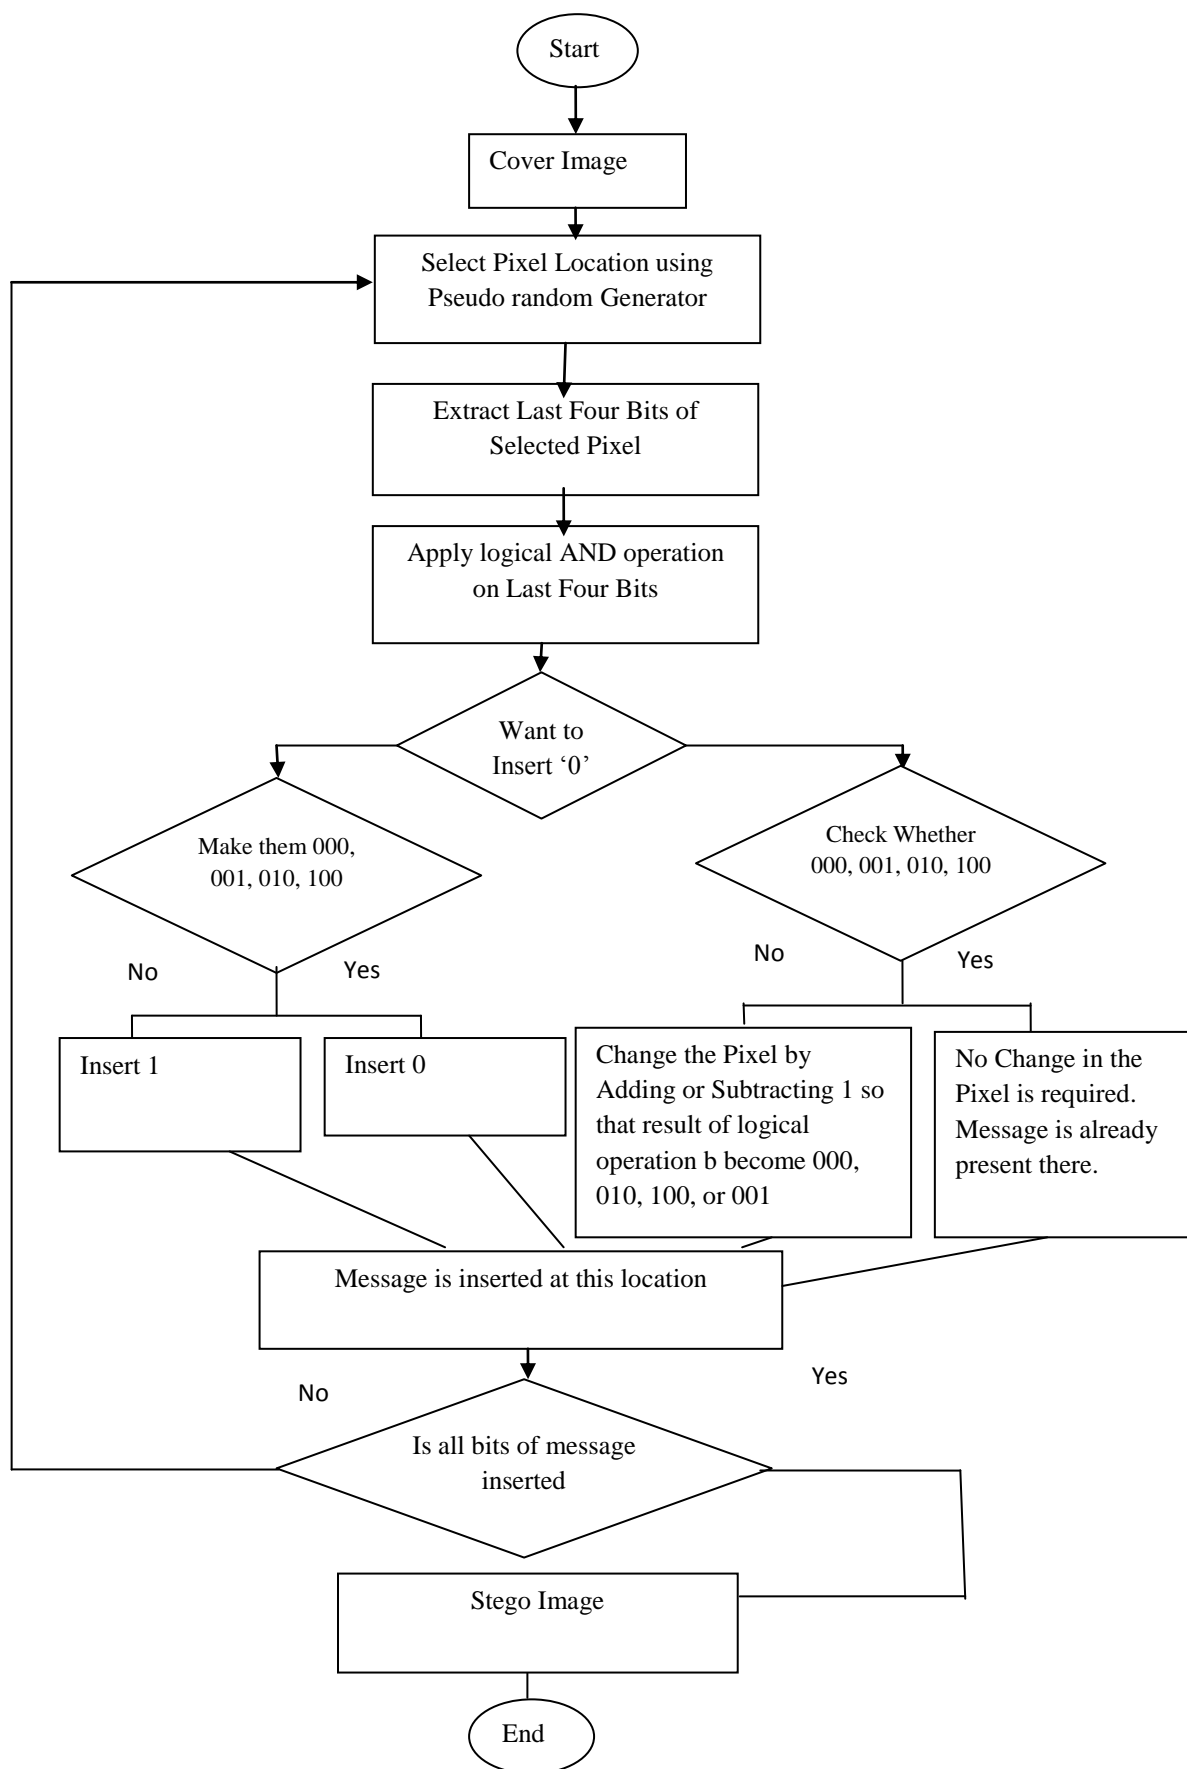 Start
Cover Image
Select Pixel Location using
Pseudo random Generator
Extract Last Four Bits of
Selected Pixel
Apply logical AND operation
on Last Four Bits
Want to
Insert ‘0’
Make them 000,
001, 010, 100
Check Whether
000, 001, 010, 100
No
Yes
No
Yes
Insert 1
Insert 0
Change the Pixel by
Adding or Subtracting 1 so
that result of logical
operation b become 000,
010, 100, or 001
No Change in the
Pixel is required.
Message is already
present there.
Message is inserted at this location
No
Yes
Is all bits of message
inserted
Stego Image
End